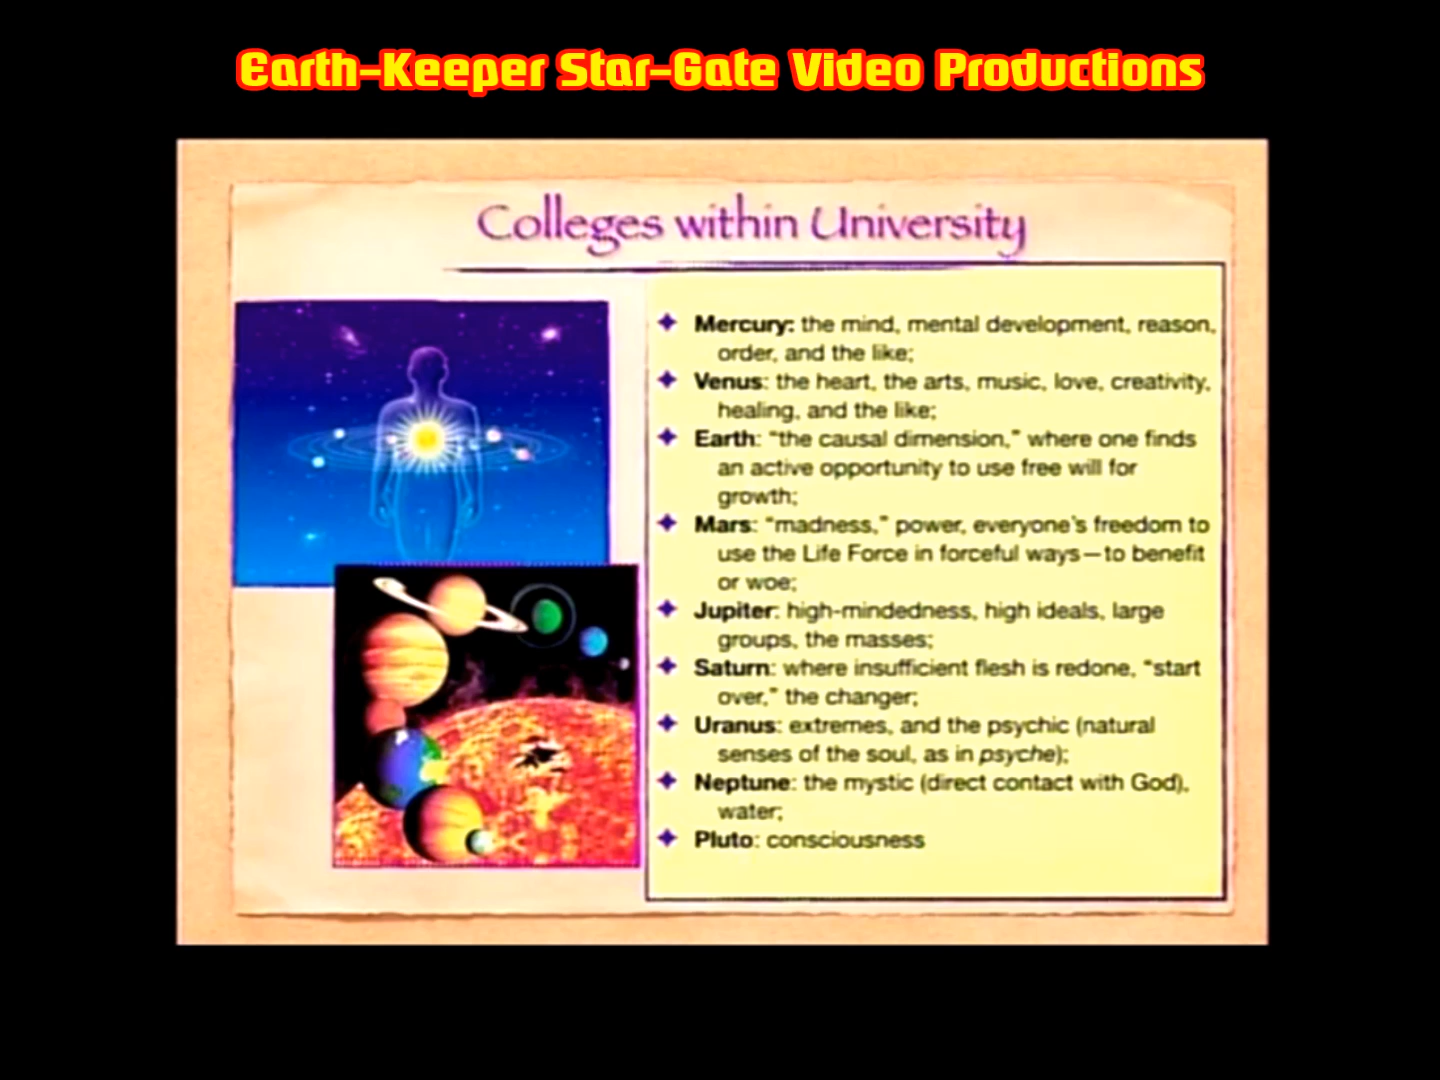 Earth-Keeper Star-Gate Video Productions
Colleges within University
Mercury: the mind, mental development, reason,
order, and the like;
Venus: the heart, the arts, music, love, creativity,
healing, and the like;
Earth: "the causal dimension," where one finds
an active opportunity to use free will for
growth;
Mars: "madness," power, everyone's freedom to
use the Life Force in forceful ways—to benefit
or woe;
Jupiter: high-mindedness, high ideals, large
groups, the masses;
Saturn: where insufficient flesh is redone, "start
over," the changer;
Uranus: extremes, and the psychic (natural
senses of the soul, as in psyche);
Neptune: the mystic (direct contact with God),
water;
Pluto: consciousness